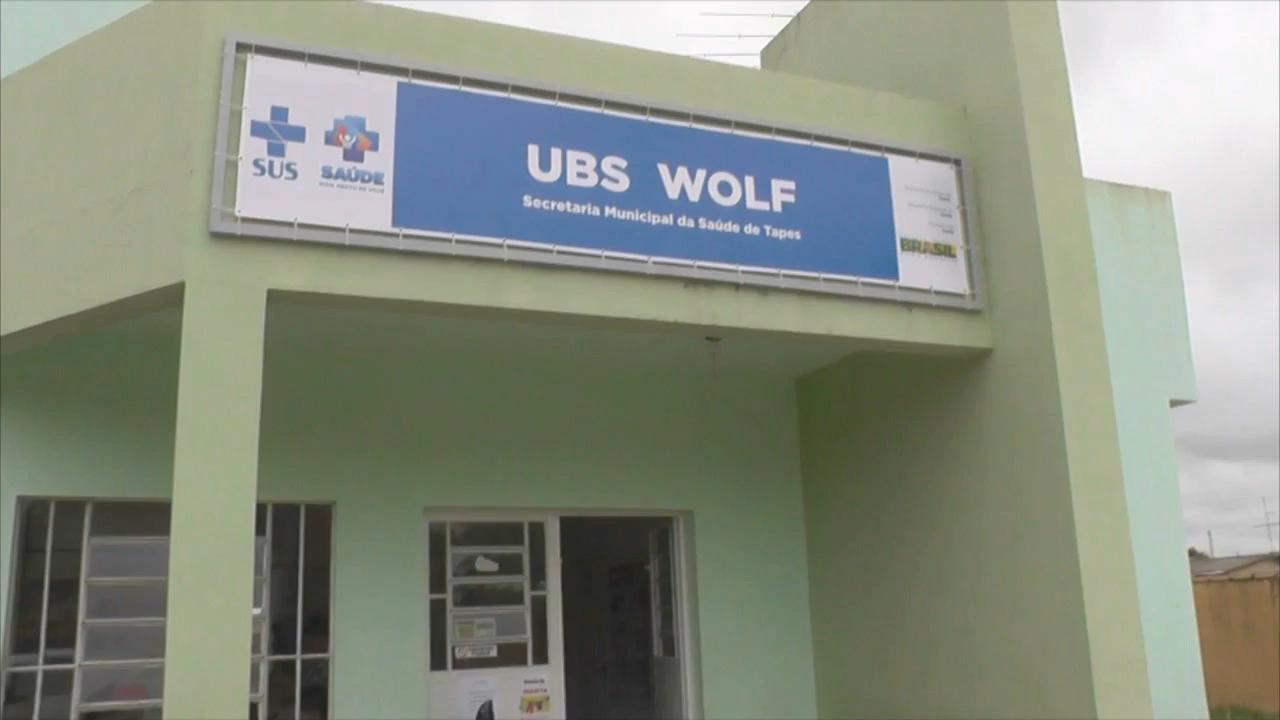 SUS
SAÚDE
UBS WOLF
Secretaria Municipal da Saúde de Tapes
BRASIL